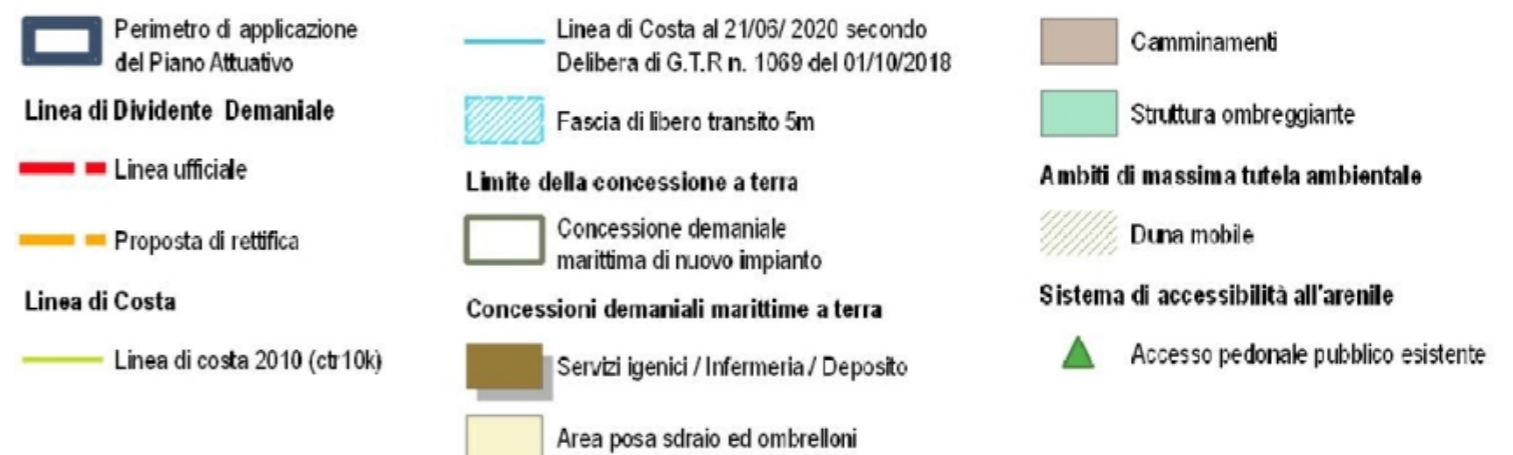 Perimetro di applicazione
del Piano Attuativo
Linea di Dividente Demaniale
Linea ufficiale
Proposta di rettifica
Linea di Costa
Linea di costa 2010 (ctr10k)
Linea di Costa al 21/06/ 2020 secondo
Delibera di G.T.R n. 1069 del 01/10/2018
Fascia di libero transito 5m
Limite della concessione a terra
Concessione demaniale
marittima di nuovo impianto
Concessioni demaniali marittime a terra
Servizi igenici / Infermeria / Deposito
Area posa sdraio ed ombrelloni
Camminamenti
Struttura ombreggiante
Ambiti di massima tutela ambientale
Duna mobile
Sistema di accessibilità all'arenile
Accesso pedonale pubblico esistente